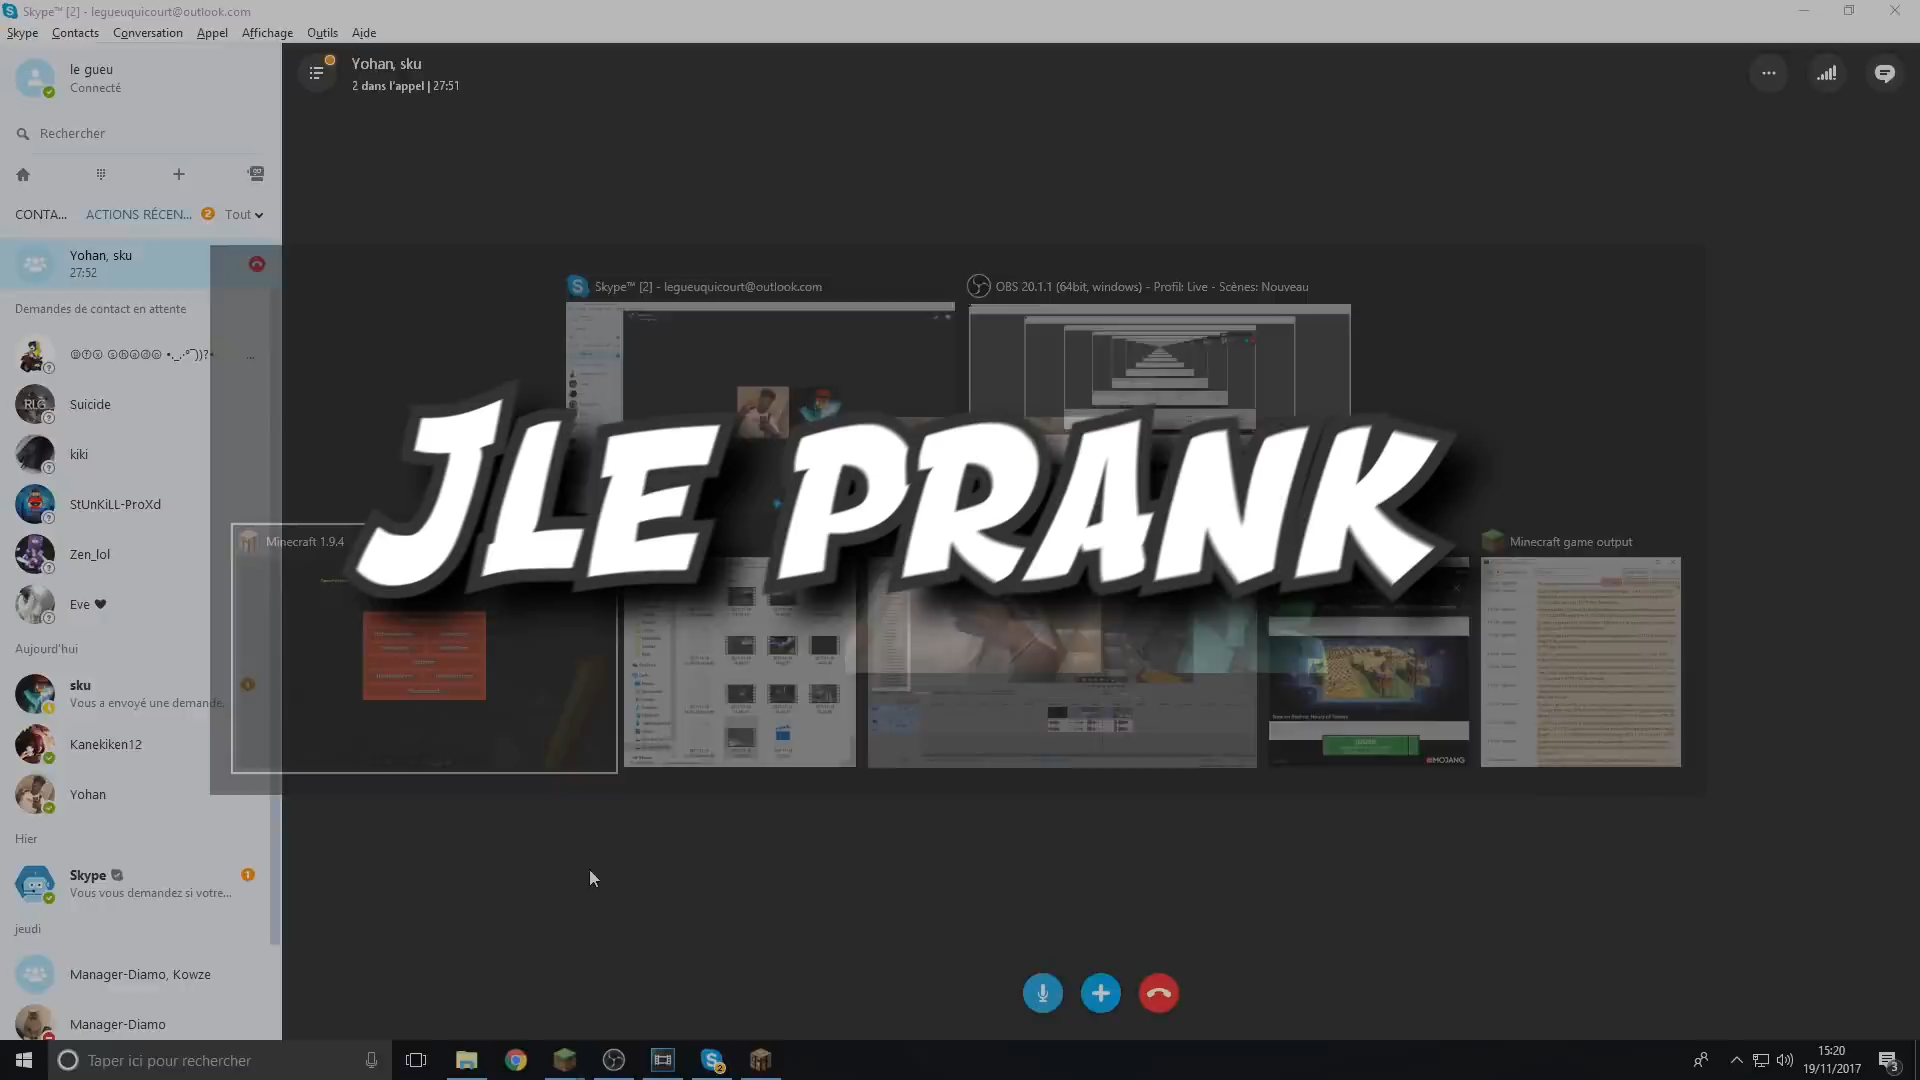 Skype™ [2] - legueuquicourt@outlook.com
Skype Contacts Conversation Appel Affichage Outils Aide
le gueu
Connecté
Rechercher
CONTA... ACTIONS RÉCEN... 2 Tout
Yohan, sku
27:52
Demandes de contact en attente
Suicide
kiki
StUnKiLL-ProXd
Zen_lol
Eve ♥
Aujourd'hui
sku
Vous a envoyé une demande
Kanekiken12
Yohan
Hier
Skype
1
Vous vous demandez si votre...
jeudi
Manager-Diamo, Kowze
Manager-Diamo
Yohan, sku
2 dans l'appel | 27:51
Skype™ [2] - legueuquicourt@outlook.com
OBS 20.1.1 (64bit, windows) - Profil: Live - Scènes: Nouveau
JLE PRANK
Minecraft 1.9.4
Minecraft game output
MOJANG
Taper ici pour rechercher
2
15:20
19/11/2017
3